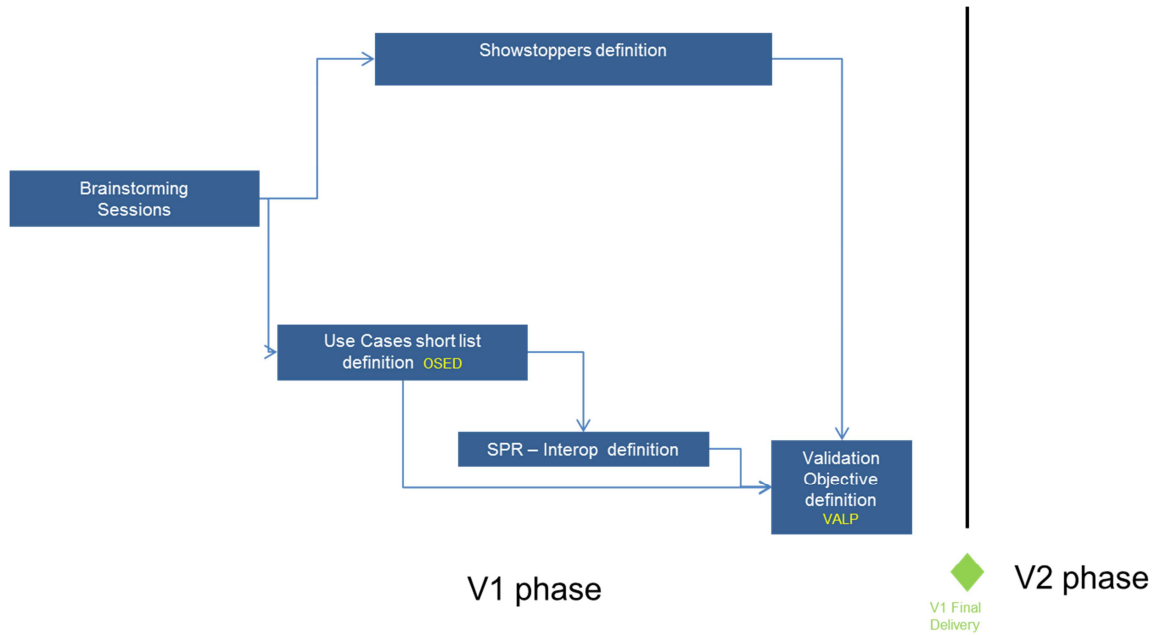 Showstoppers definition
Brainstorming
Sessions
Use Cases short list
definition OSED
SPR – Interop definition
Validation
Objective
definition
VALP
V1 phase
V2 phase
V1 Final
Delivery